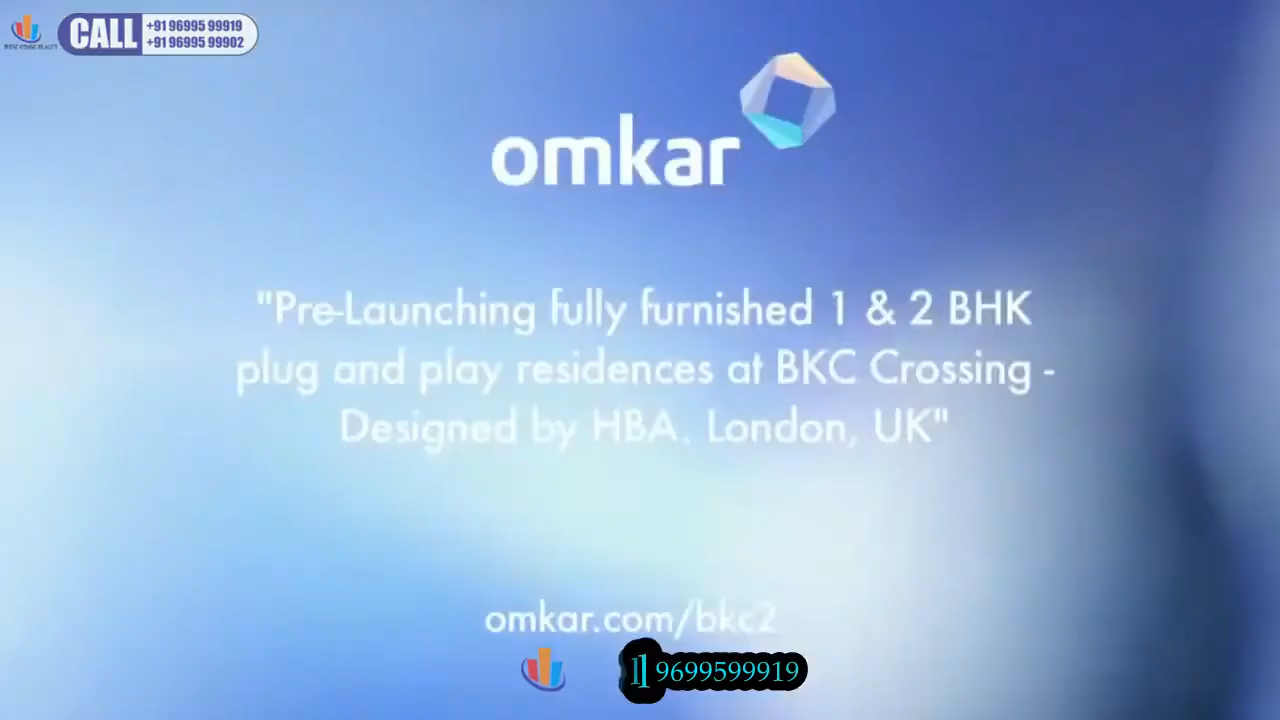 CALL
+91 96995 99919
+91 96995 99902
omkar
"Pre-Launching fully furnished 1 & 2 BHK
plug and play residences at BKC Crossing -
Designed by HBA. London, UK"
omkar.com/bkc2
9699599919